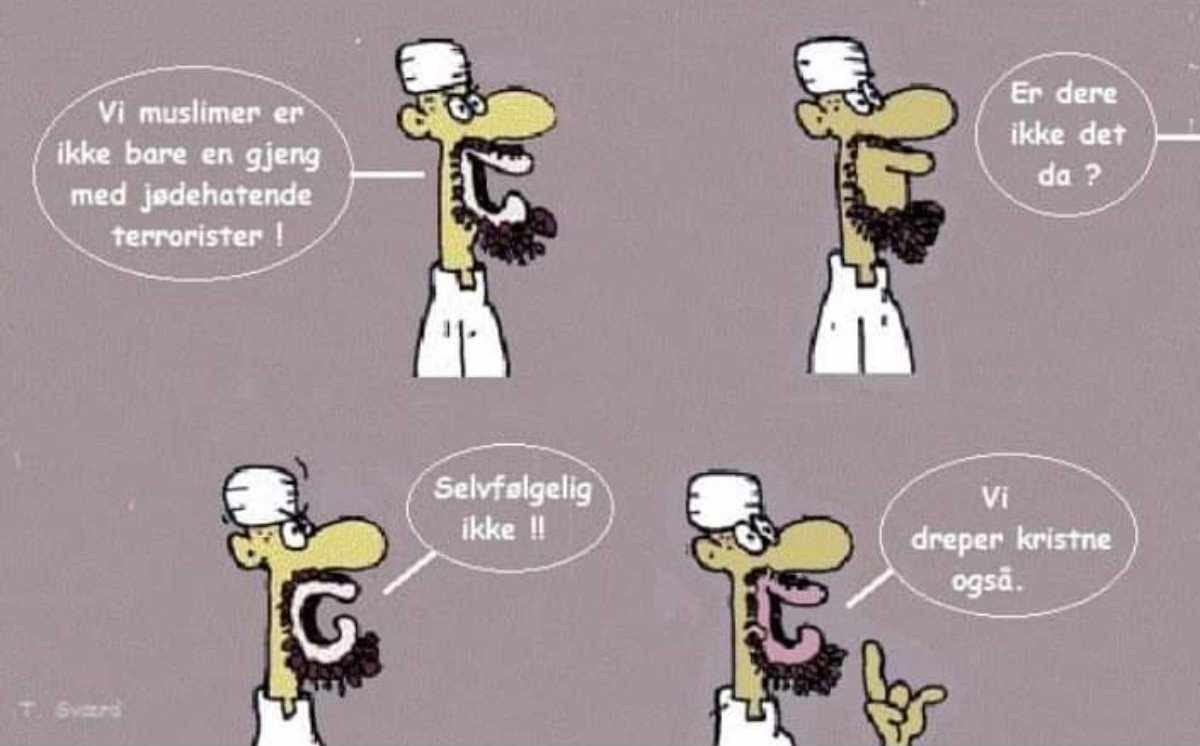 Vi muslimer er
ikke bare en gjeng
med jødehatende
terrorister !
Er dere
ikke det
da ?
Selvfølgelig
ikke !!
Vi
dreper kristne
også.
T. Sværd